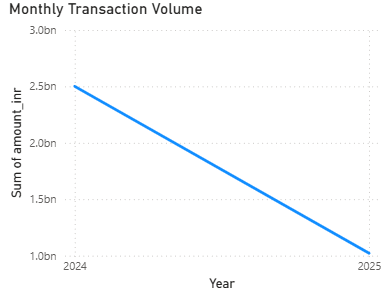 Monthly Transaction Volume
3.0bn
2.5bn
2.0bn
1.5bn
1.0bn
Sum of amount_inr
2024 2025
Year